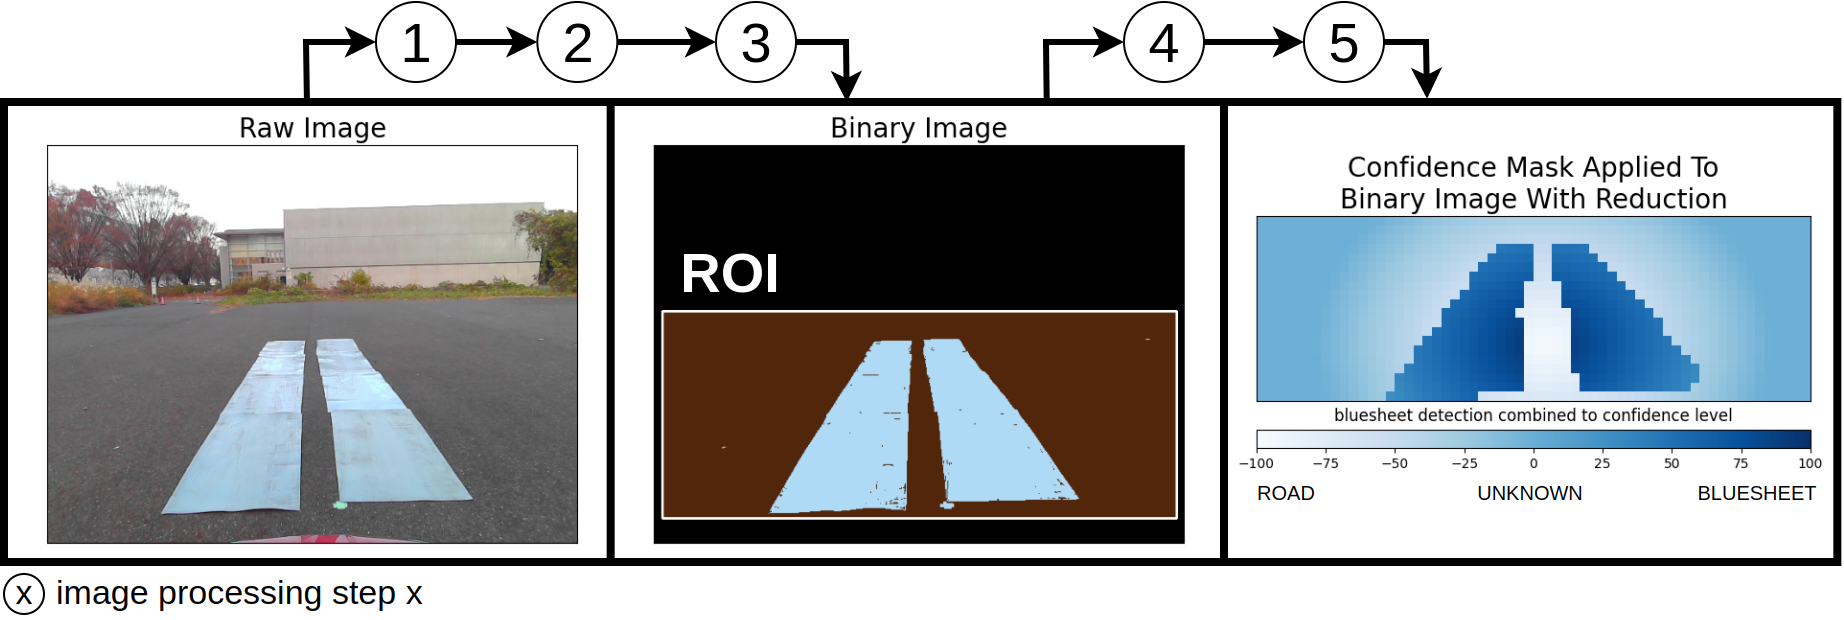 1 2 3 4 5
Raw Image
Binary Image
ROI
Confidence Mask Applied To
Binary Image With Reduction
bluesheet detection combined to confidence level
−100 −75 −50 −25 0 25 50 75 100
ROAD UNKNOWN BLUESHEET
x image processing step x